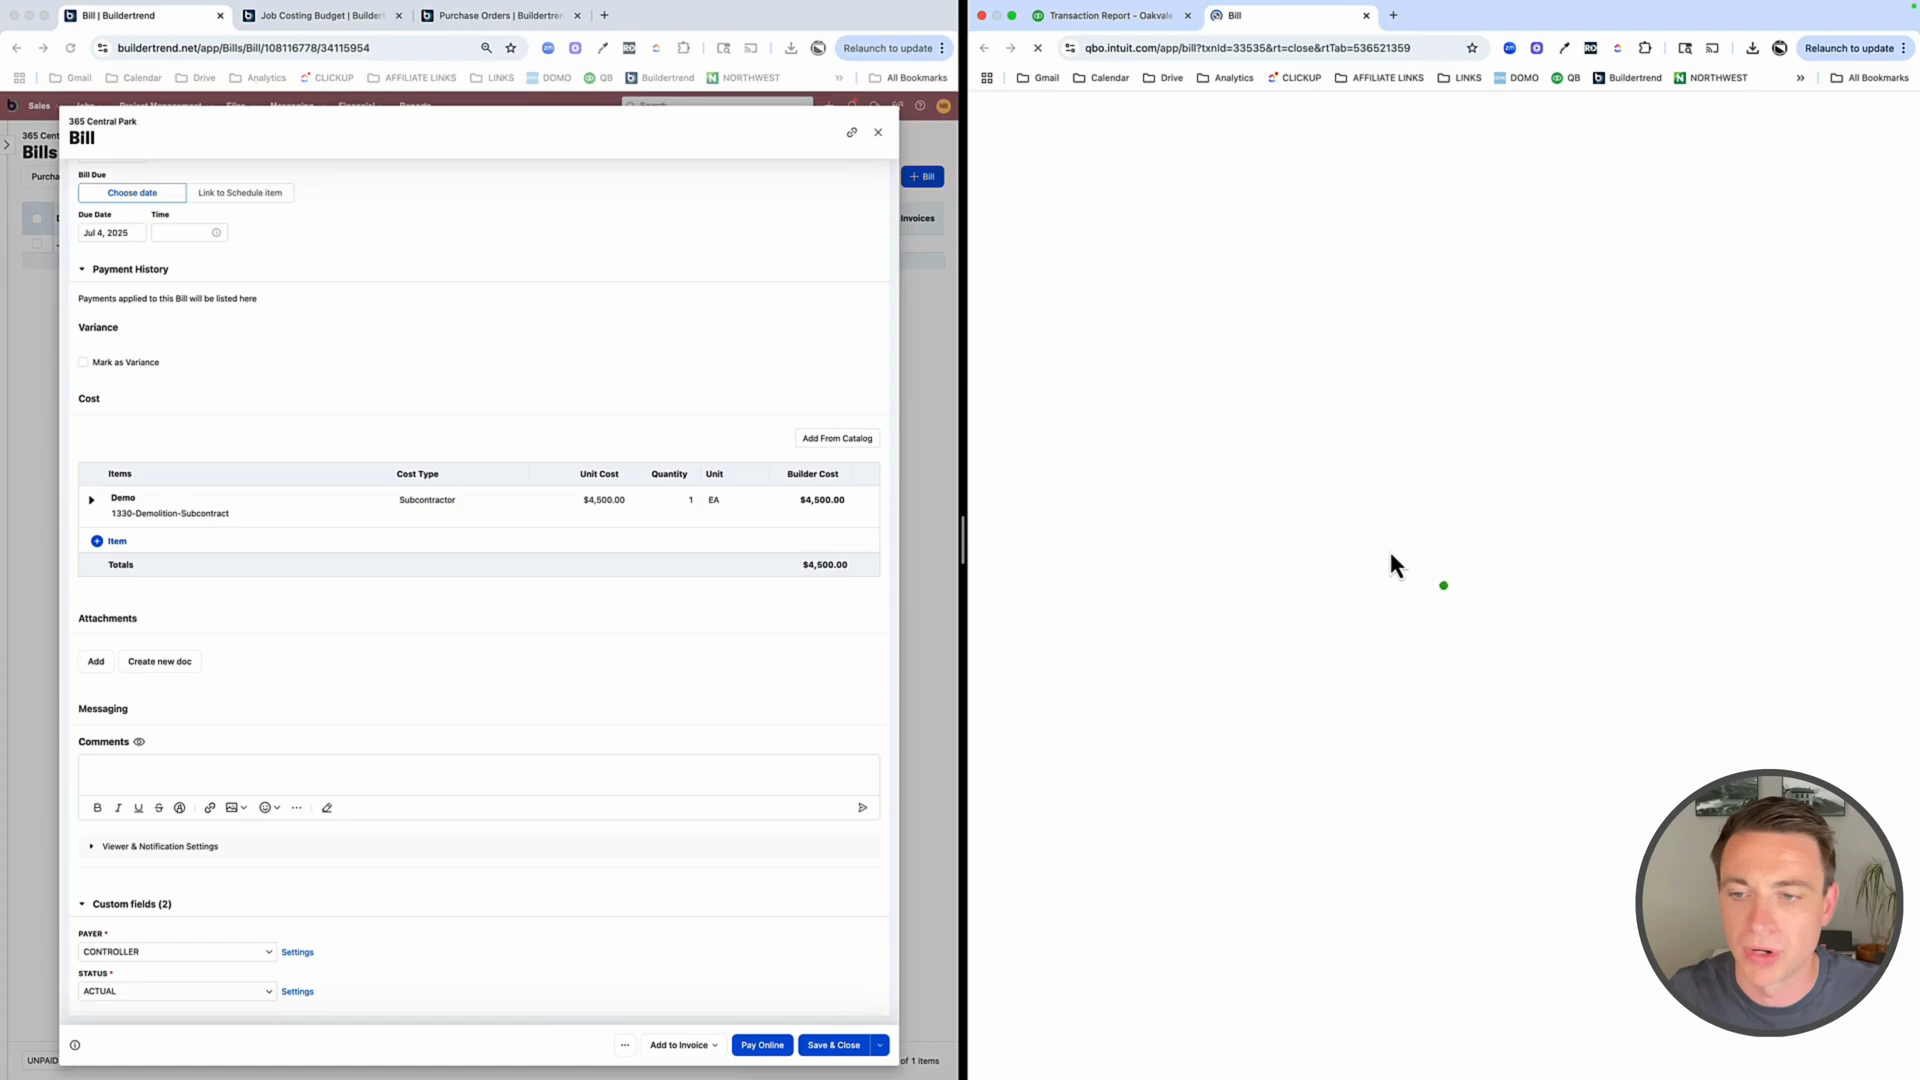 Bill | Buildertrend
Job Costing Budget | Builder
Purchase Orders | Buildertren
buildertrend.net/app/Bills/Bill/108116778/34115954
Relaunch to update
Gmail
Calendar
Drive
Analytics
CLICKUP
AFFILIATE LINKS
LINKS
DOMO
QB
Buildertrend
NORTHWEST
All Bookmarks
Sales
365 Cent
Bills
Purcha
365 Central Park
Bill
+ Bill
Invoices
Bill Due
Choose date
Link to Schedule item
Due Date
Time
Jul 4, 2025
Payment History
Payments applied to this Bill will be listed here
Variance
Mark as Variance
Cost
Add From Catalog
Items
Cost Type
Unit Cost
Quantity
Unit
Builder Cost
Demo
Subcontractor
$4,500.00
1
EA
$4,500.00
1330-Demolition-Subcontract
Item
Totals
$4,500.00
Attachments
Add
Create new doc
Messaging
Comments
Viewer & Notification Settings
Custom fields (2)
PAYER *
CONTROLLER
Settings
STATUS *
ACTUAL
Settings
UNPAID
Add to Invoice
Pay Online
Save & Close
of 1 items
Transaction Report - Oakvale
Bill
qbo.intuit.com/app/bill?txnId=33535&rt=close&rtTab=536521359
Relaunch to update
Gmail
Calendar
Drive
Analytics
CLICKUP
AFFILIATE LINKS
LINKS
DOMO
QB
Buildertrend
NORTHWEST
All Bookmarks